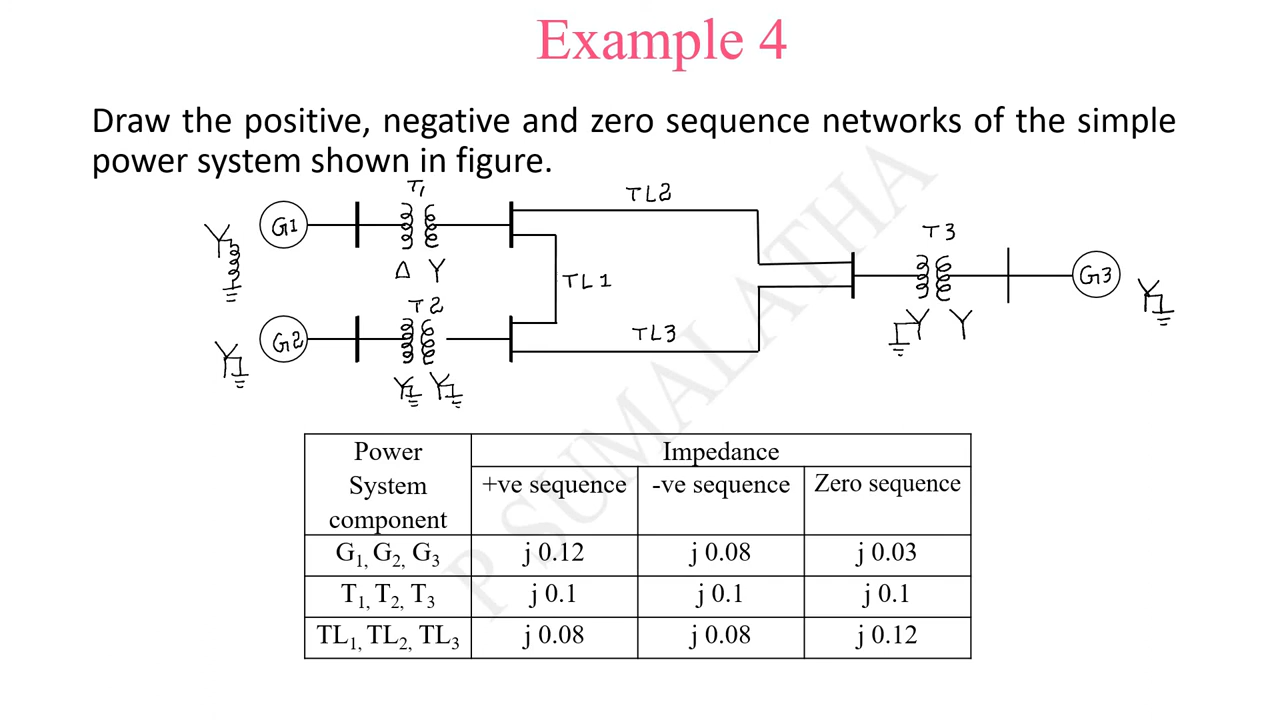 Example 4
Draw the positive, negative and zero sequence networks of the simple
power system shown in figure.
T1
TL2
G1
Y
Δ Y
TL1
T3
G3
Y
T2
G2
Y
TL3
Y Y
Y Y
P SUMALATHA
Power System component
Impedance
+ve sequence -ve sequence Zero sequence
G1, G2, G3 j 0.12 j 0.08 j 0.03
T1, T2, T3 j 0.1 j 0.1 j 0.1
TL1, TL2, TL3 j 0.08 j 0.08 j 0.12